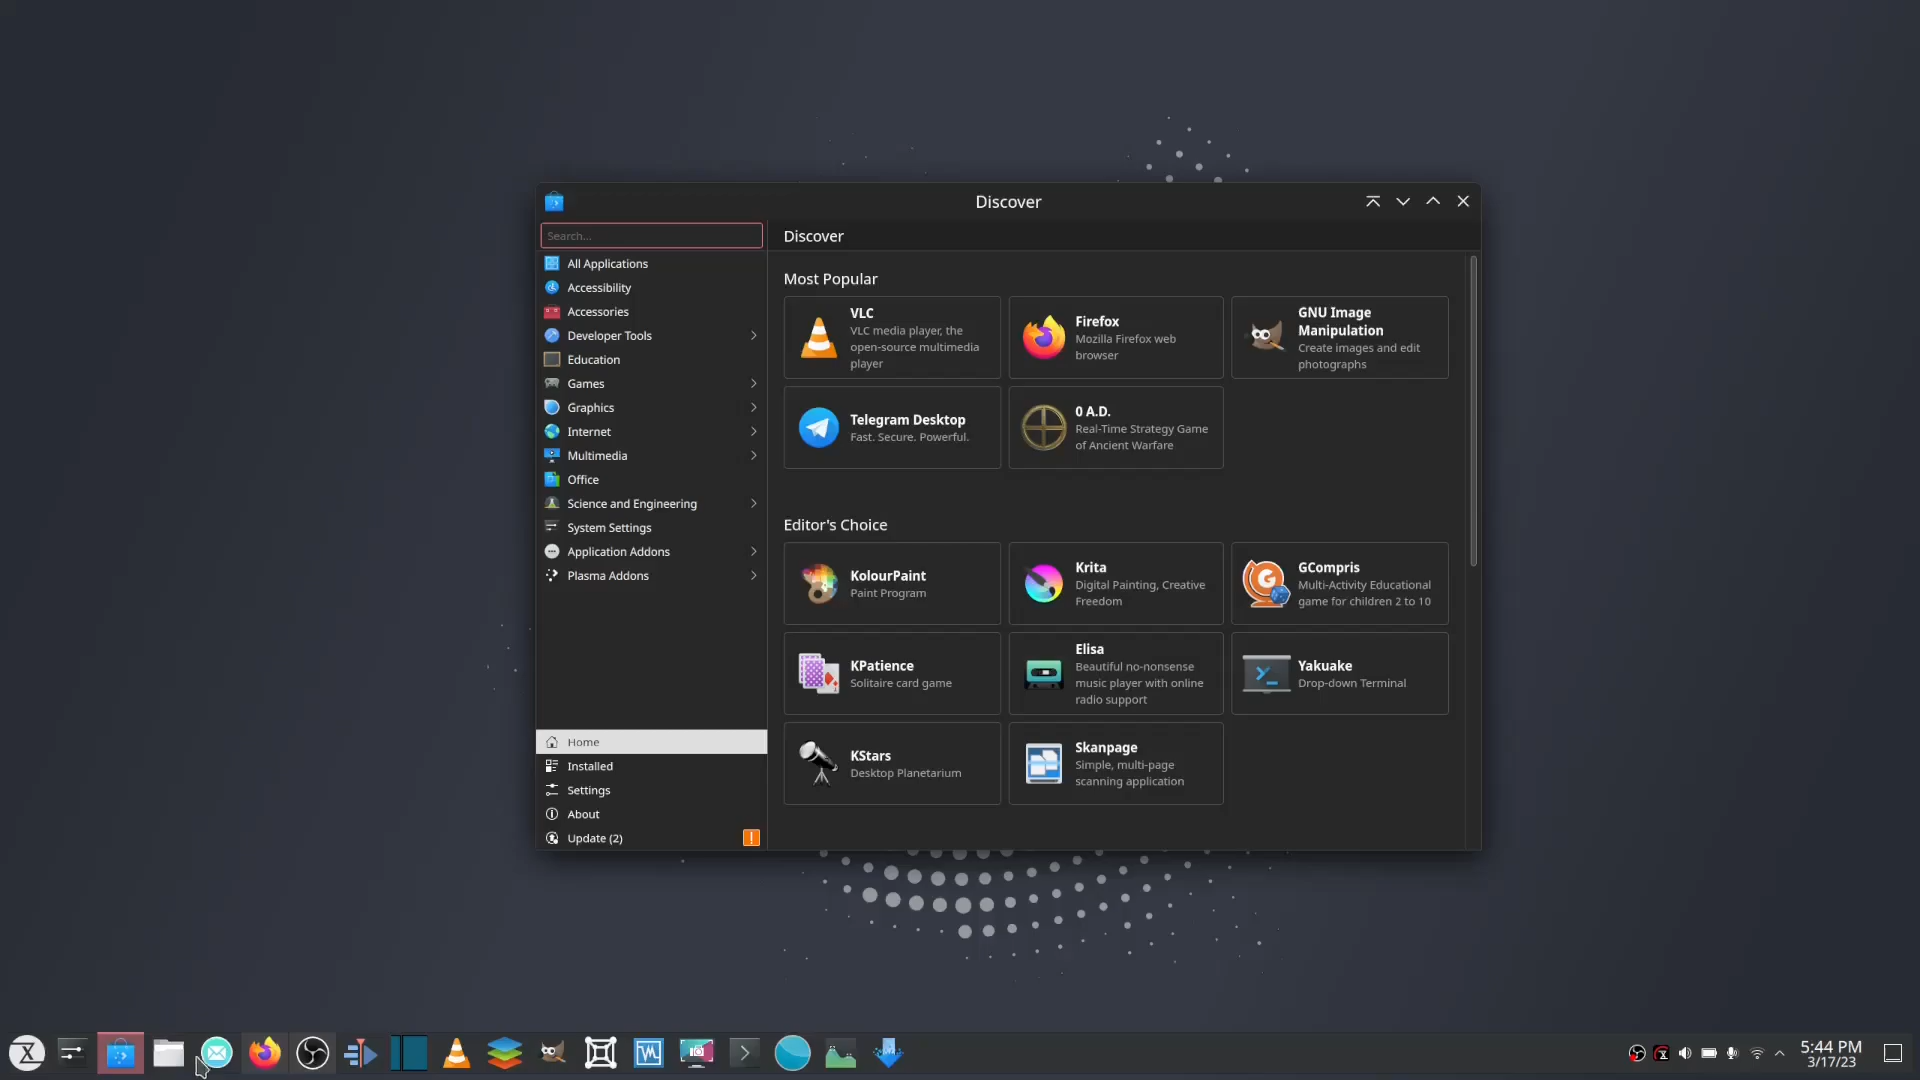 Discover
Search...
Discover
All Applications
Accessibility
Accessories
Developer Tools
Education
Games
Graphics
Internet
Multimedia
Office
Science and Engineering
System Settings
Application Addons
Plasma Addons
Home
Installed
Settings
About
Update (2)
Most Popular
VLC
VLC media player, the
open-source multimedia
player
Firefox
Mozilla Firefox web
browser
GNU Image
Manipulation
Create images and edit
photographs
Telegram Desktop
Fast. Secure. Powerful.
0 A.D.
Real-Time Strategy Game
of Ancient Warfare
Editor's Choice
KolourPaint
Paint Program
Krita
Digital Painting, Creative
Freedom
GCompris
Multi-Activity Educational
game for children 2 to 10
KPatience
Solitaire card game
Elisa
Beautiful no-nonsense
music player with online
radio support
Yakuake
Drop-down Terminal
KStars
Desktop Planetarium
Skanpage
Simple, multi-page
scanning application
5:44 PM
3/17/23